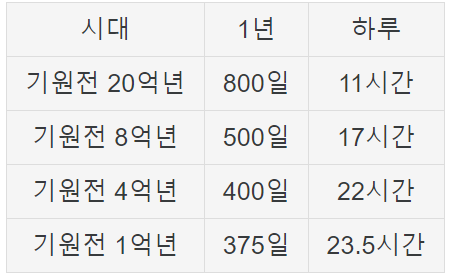 시대 1년 하루
기원전 20억년 800일 11시간
기원전 8억년 500일 17시간
기원전 4억년 400일 22시간
기원전 1억년 375일 23.5시간